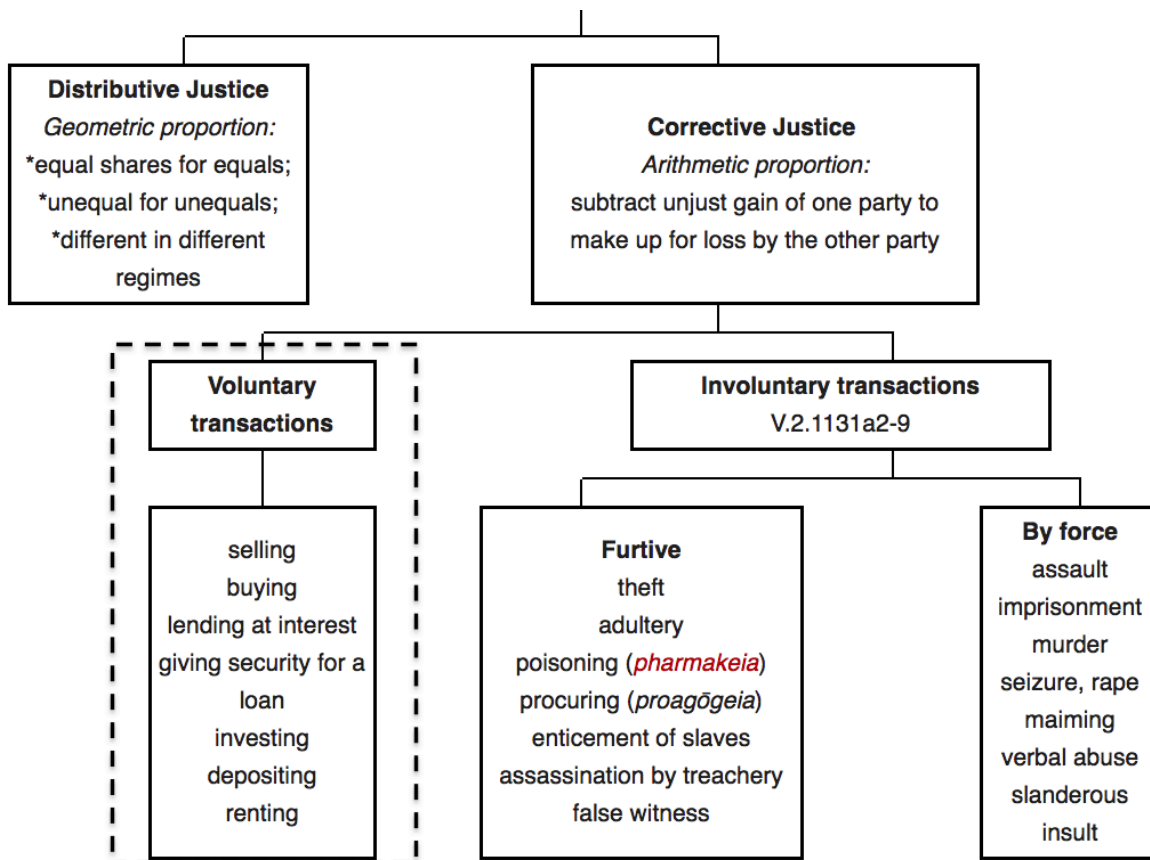 Distributive Justice
Geometric proportion:
*equal shares for equals;
*unequal for unequals;
*different in different
regimes
Corrective Justice
Arithmetic proportion:
subtract unjust gain of one party to
make up for loss by the other party
Voluntary
transactions
Involuntary transactions
V.2.1131a2-9
selling
buying
lending at interest
giving security for a
loan
investing
depositing
renting
Furtive
theft
adultery
poisoning (pharmakeia)
procuring (proagōgeia)
enticement of slaves
assassination by treachery
false witness
By force
assault
imprisonment
murder
seizure, rape
maiming
verbal abuse
slanderous
insult